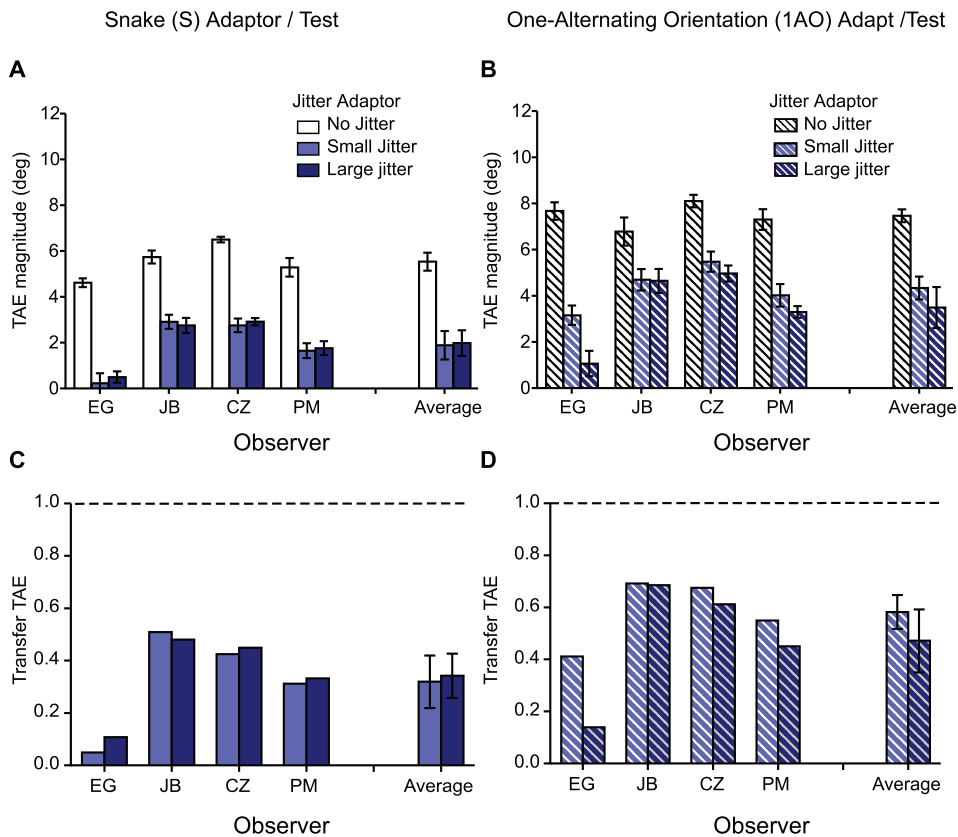 Snake (S) Adaptor / Test
One-Alternating Orientation (1AO) Adapt /Test
A
TAE magnitude (deg)
12
10
8
6
4
2
0
Jitter Adaptor
No Jitter
Small Jitter
Large jitter
EG JB CZ PM Average
Observer
B
TAE magnitude (deg)
12
10
8
6
4
2
0
Jitter Adaptor
No Jitter
Small Jitter
Large jitter
EG JB CZ PM Average
Observer
C
Transfer TAE
1.0
0.8
0.6
0.4
0.2
0.0
EG JB CZ PM Average
Observer
D
Transfer TAE
1.0
0.8
0.6
0.4
0.2
0.0
EG JB CZ PM Average
Observer